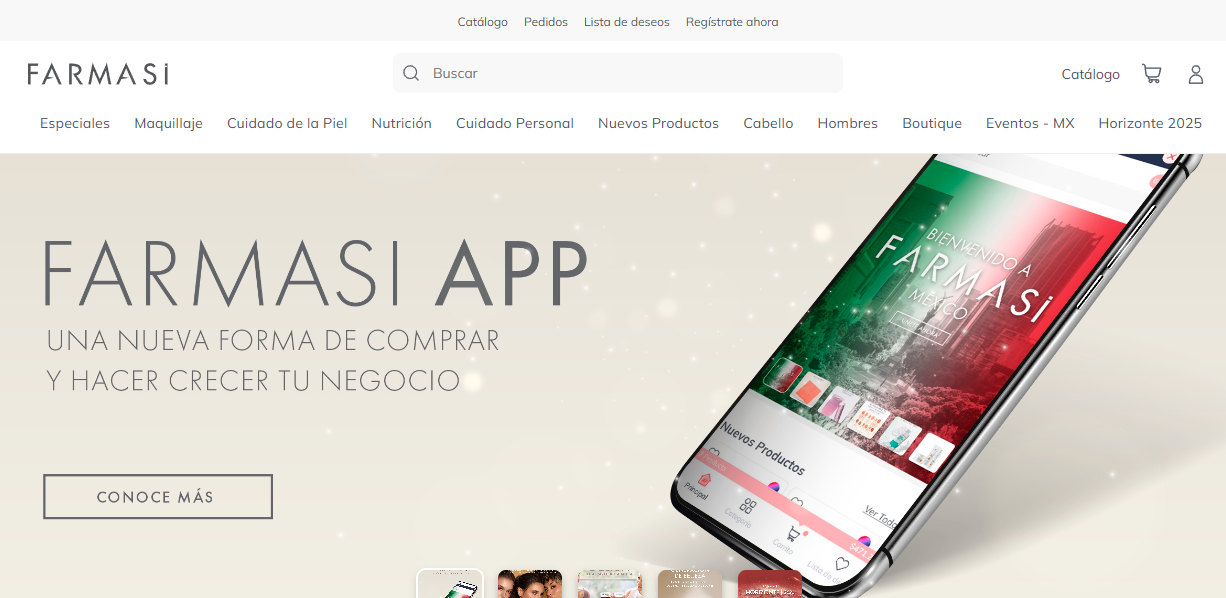 Catálogo Pedidos Lista de deseos Regístrate ahora
FARMASi Buscar Catálogo
Especiales Maquillaje Cuidado de la Piel Nutrición Cuidado Personal Nuevos Productos Cabello Hombres Boutique Eventos - MX Horizonte 2025
FARMASI APP
UNA NUEVA FORMA DE COMPRAR
Y HACER CRECER TU NEGOCIO
CONOCE MÁS
BIENVENIDO A
FARMASi
MÉXICO
Nuevos Productos
Ver Todo
Principal
Categoría
Carrito
Lista de